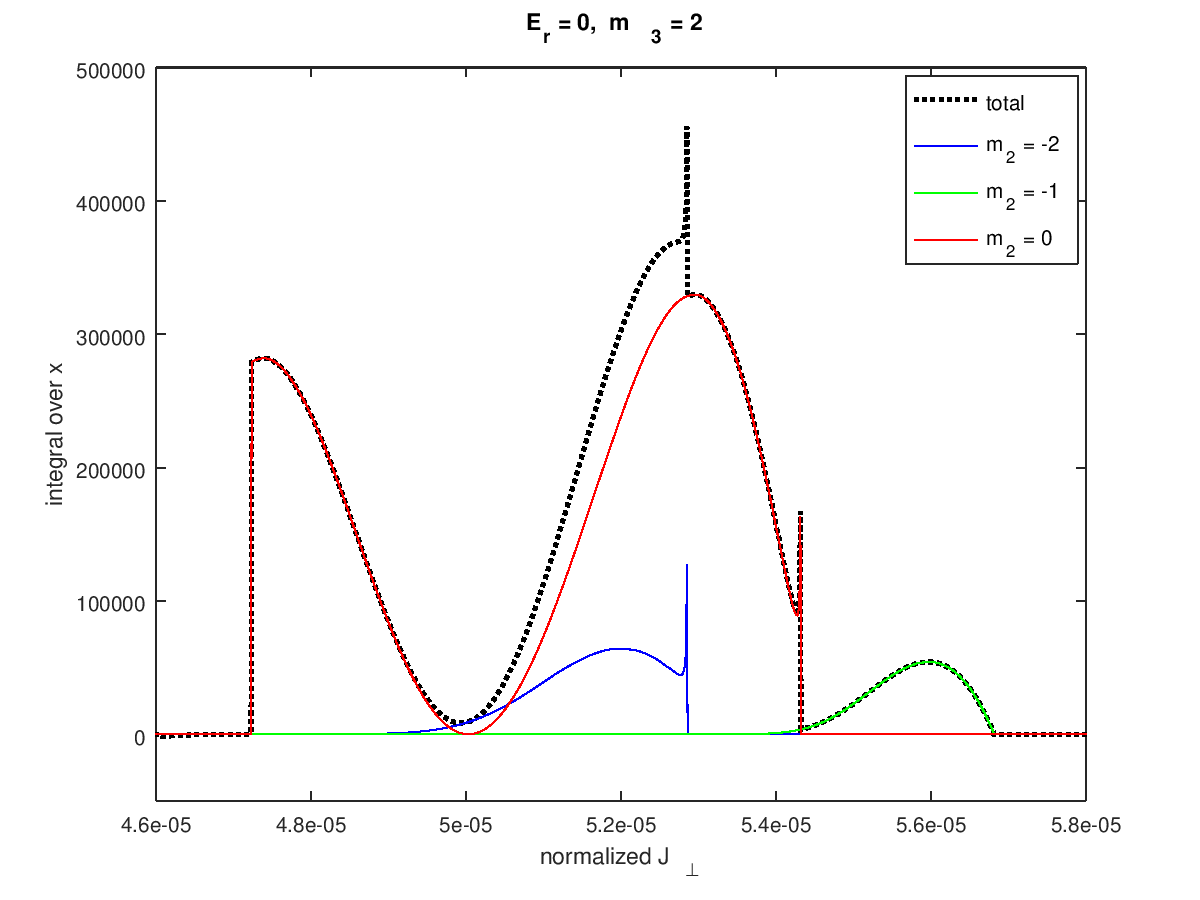 E_r = 0, m_3 = 2
500000
400000
300000
200000
100000
0
integral over x
total
m_2 = -2
m_2 = -1
m_2 = 0
4.6e-05 4.8e-05 5e-05 5.2e-05 5.4e-05 5.6e-05 5.8e-05
normalized J_⊥